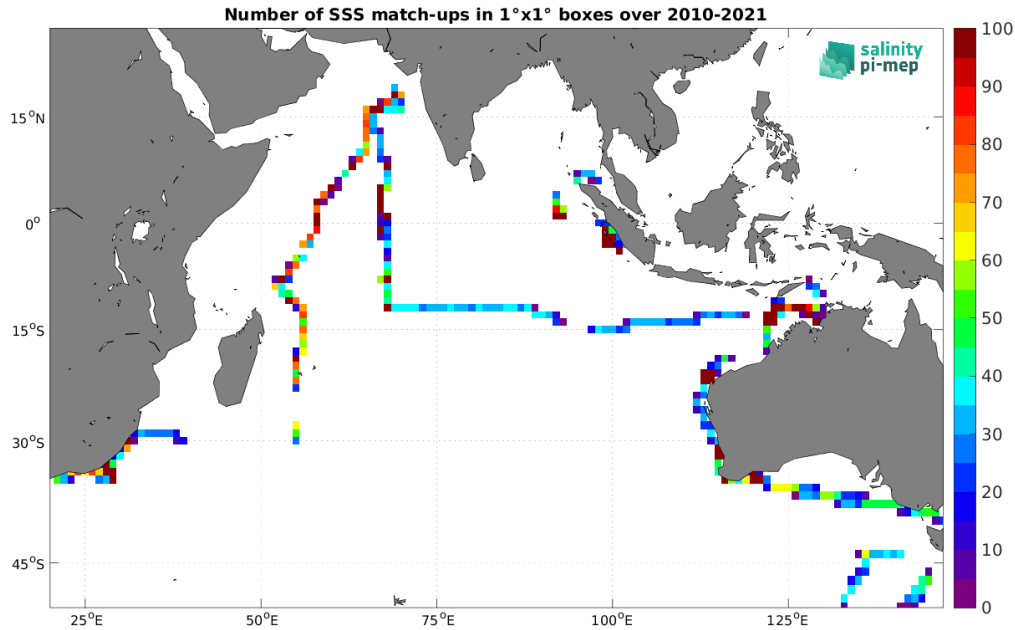 Number of SSS match-ups in 1°x1° boxes over 2010-2021
salinity
pi-mep
15°N
0°
15°S
30°S
45°S
25°E
50°E
75°E
100°E
125°E
100
90
80
70
60
50
40
30
20
10
0